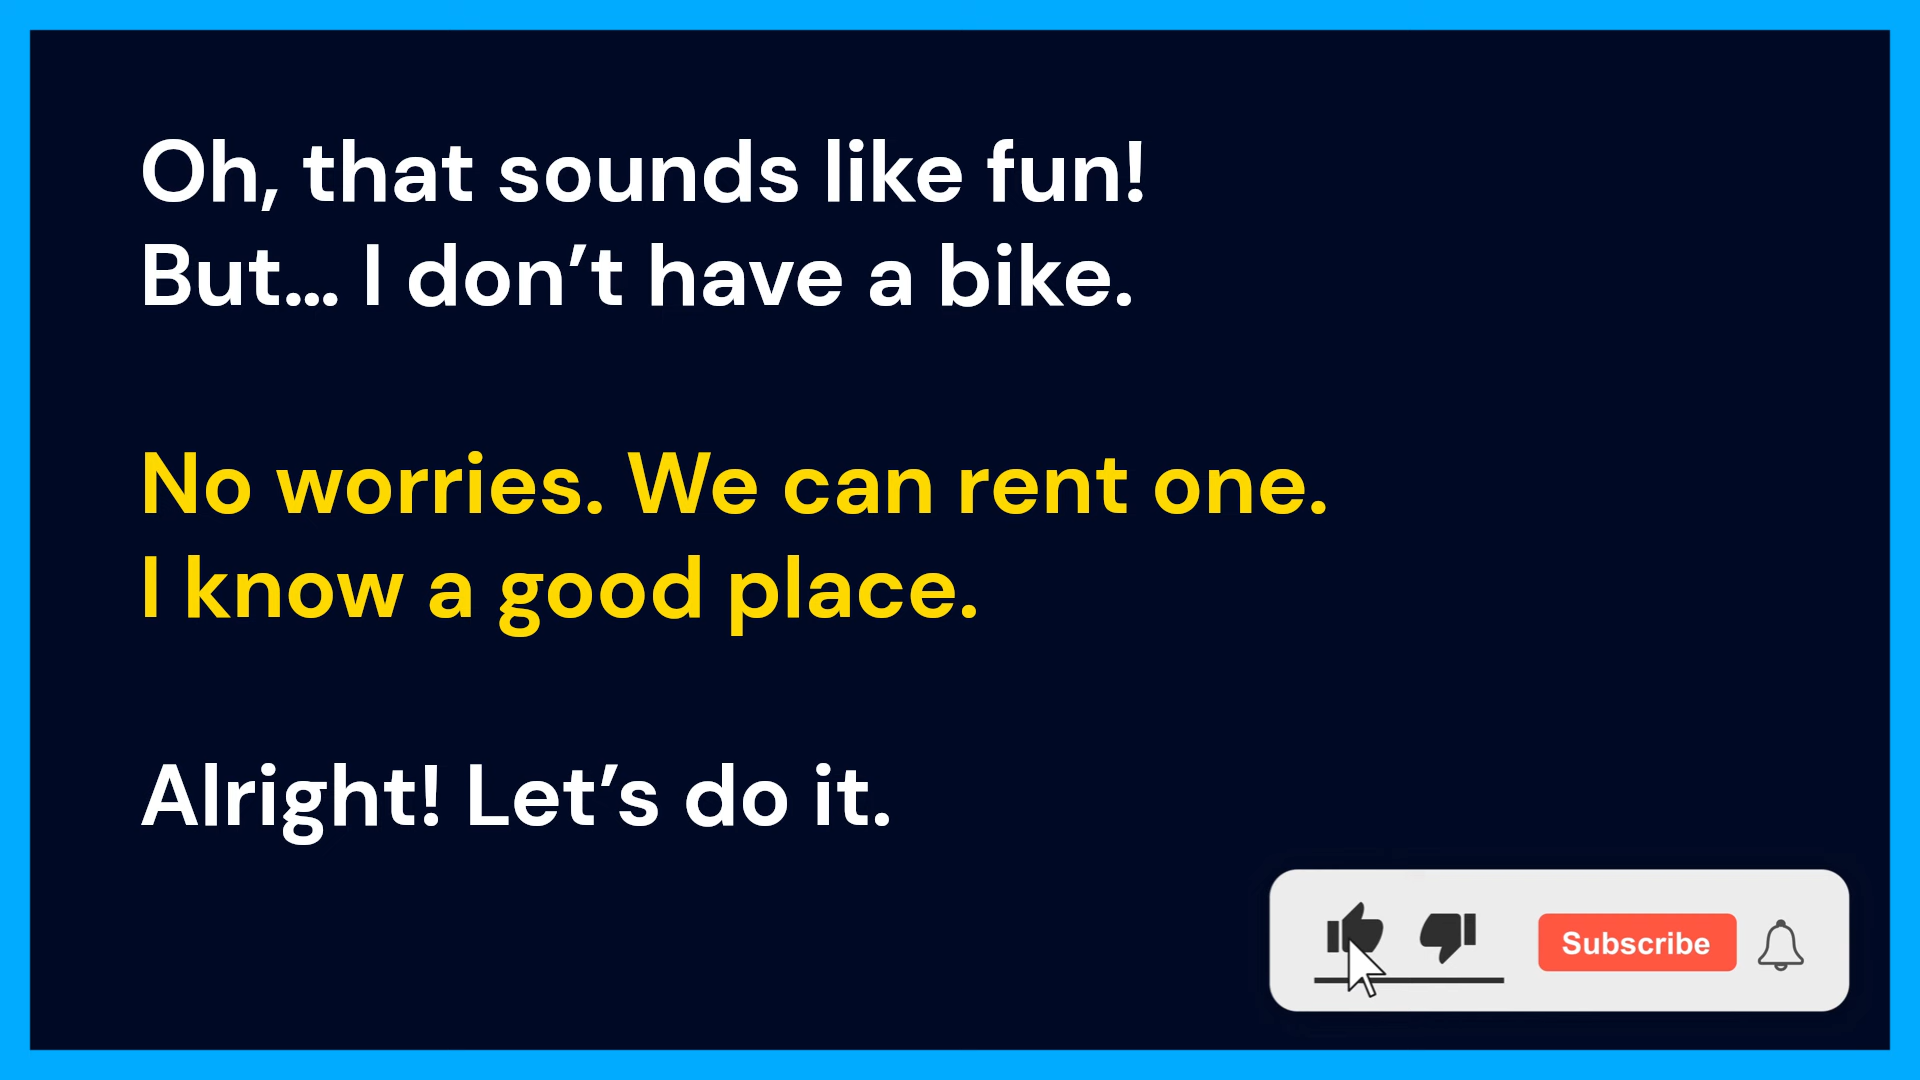 Oh, that sounds like fun!
But... I don’t have a bike.
No worries. We can rent one.
I know a good place.
Alright! Let’s do it.
Subscribe